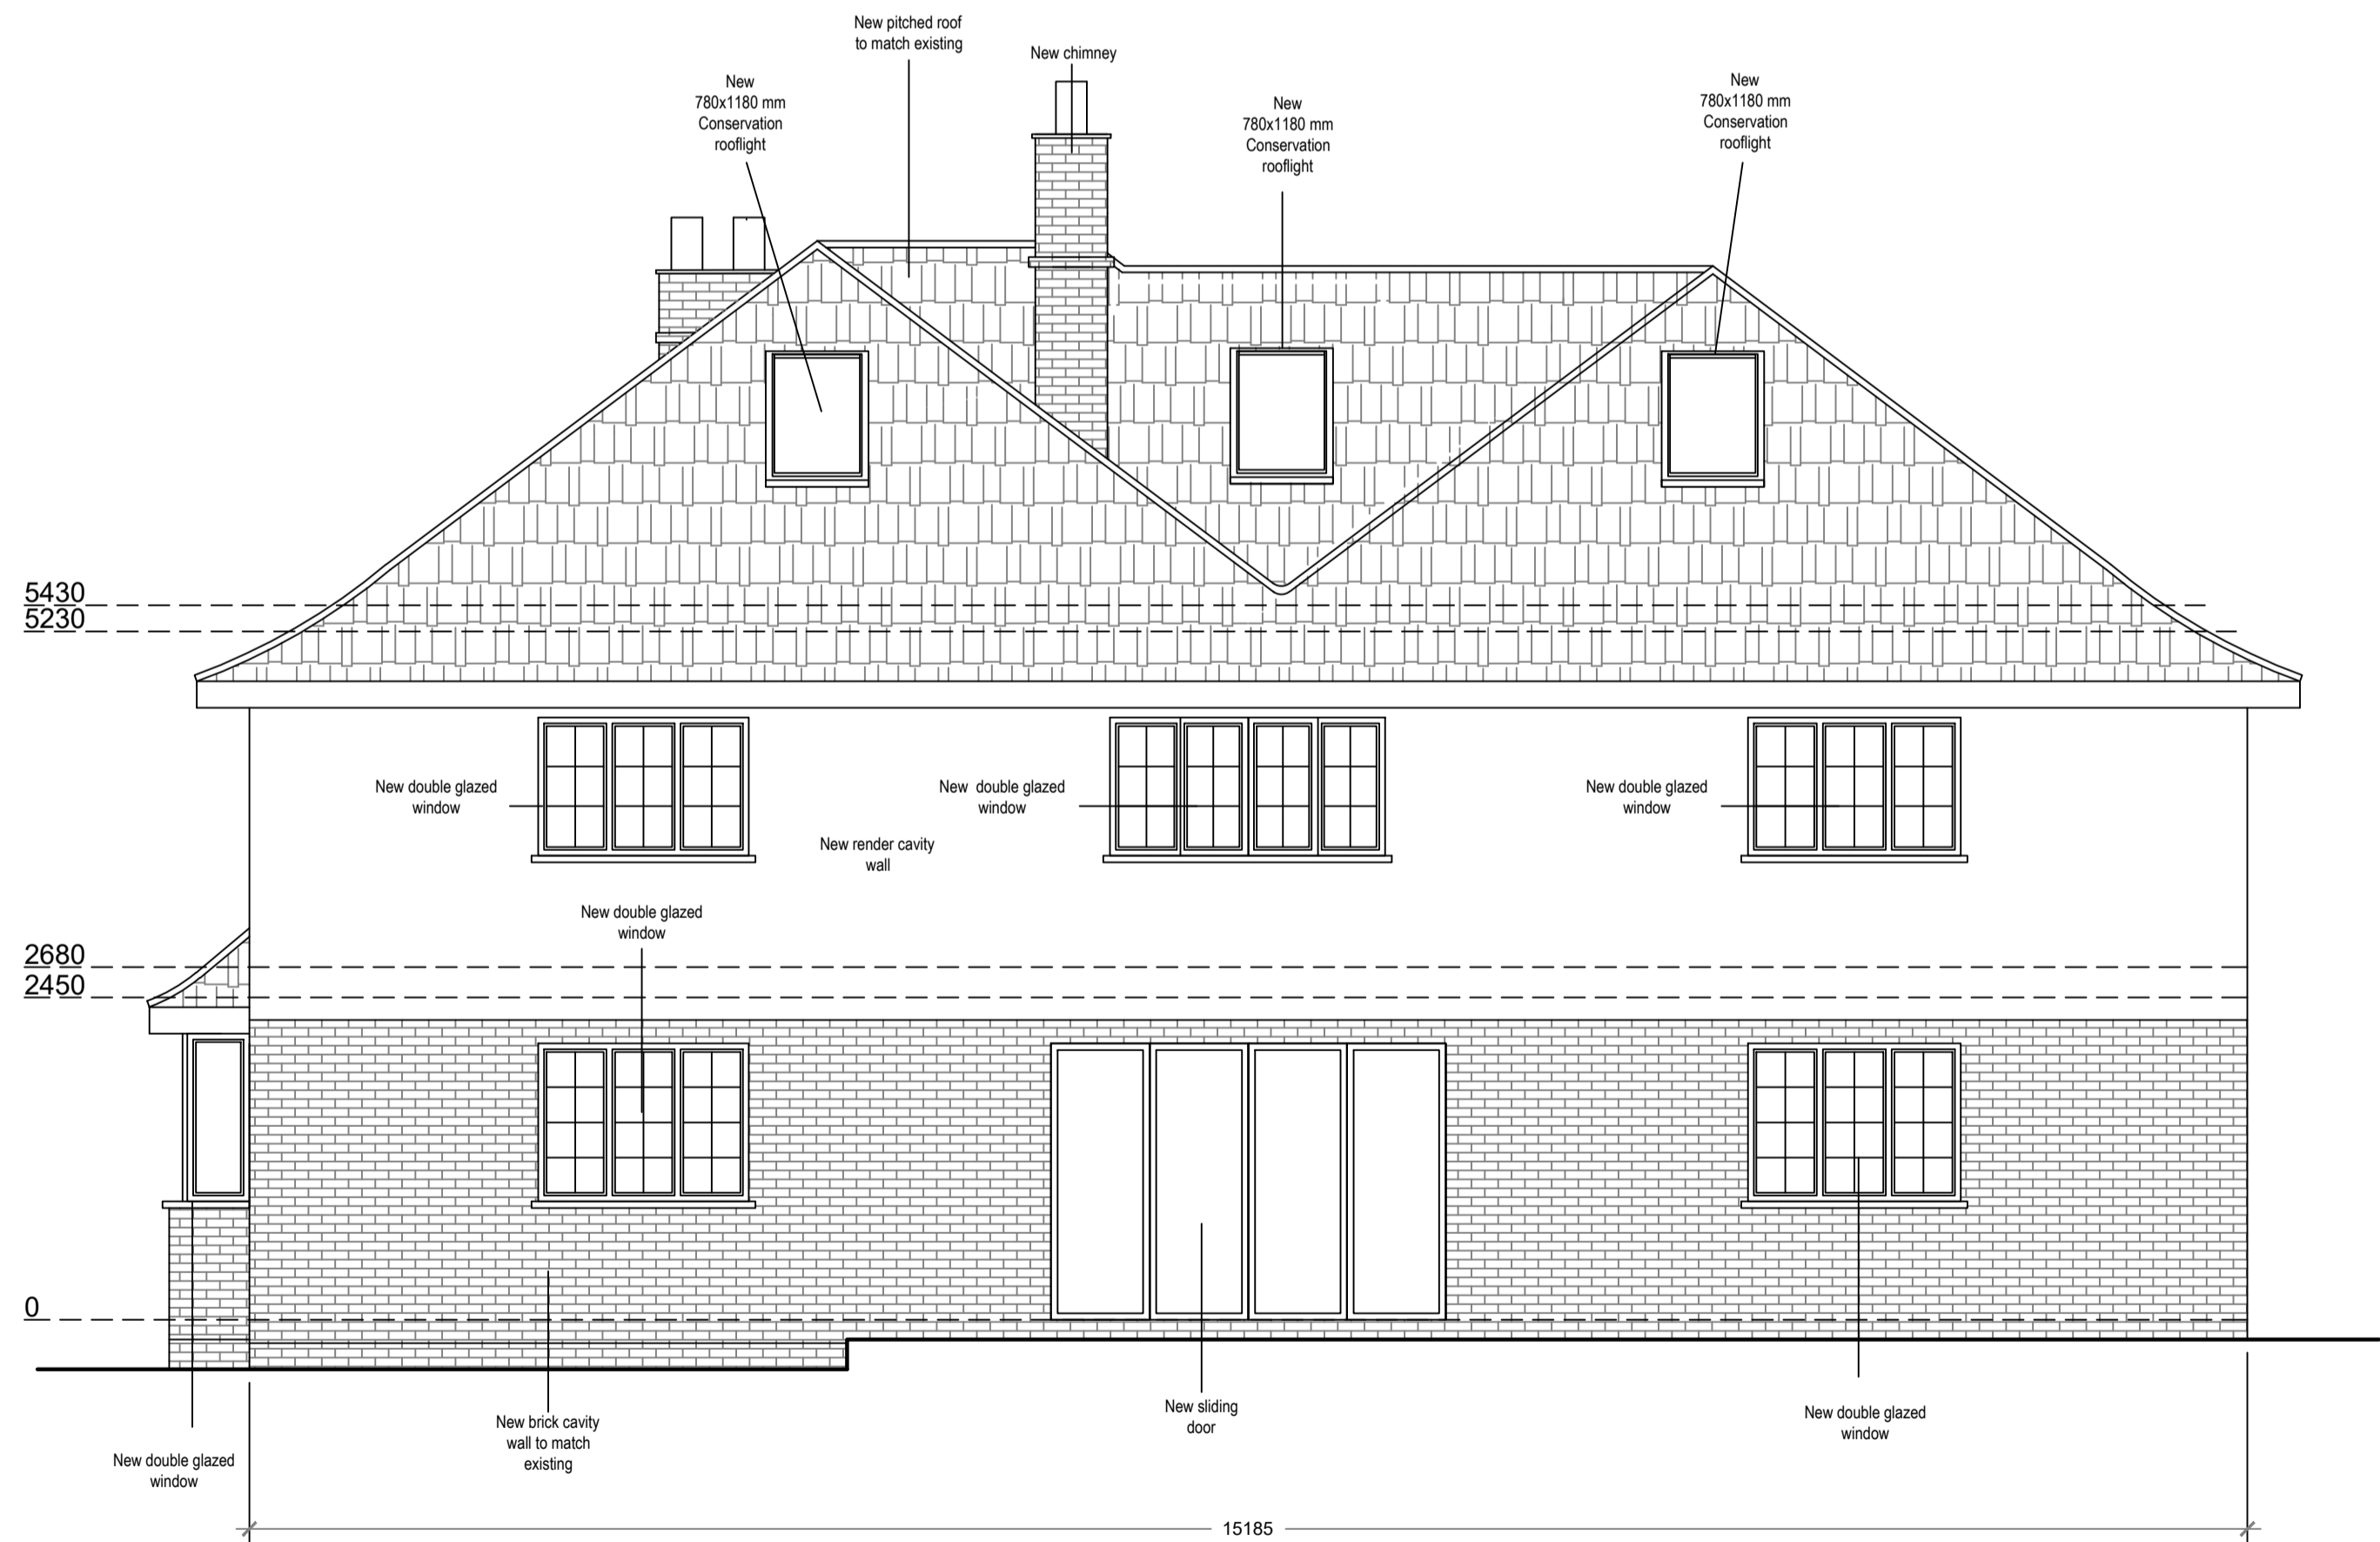 New pitched roof
to match existing
New chimney
New
780x1180 mm
Conservation
rooflight
New
780x1180 mm
Conservation
rooflight
New
780x1180 mm
Conservation
rooflight
5430
5230
New double glazed
window
New  double glazed
window
New double glazed
window
New render cavity
wall
New double glazed
window
2680
2450
0
New sliding
door
New double glazed
window
New brick cavity
wall to match
existing
New double glazed
window
15185